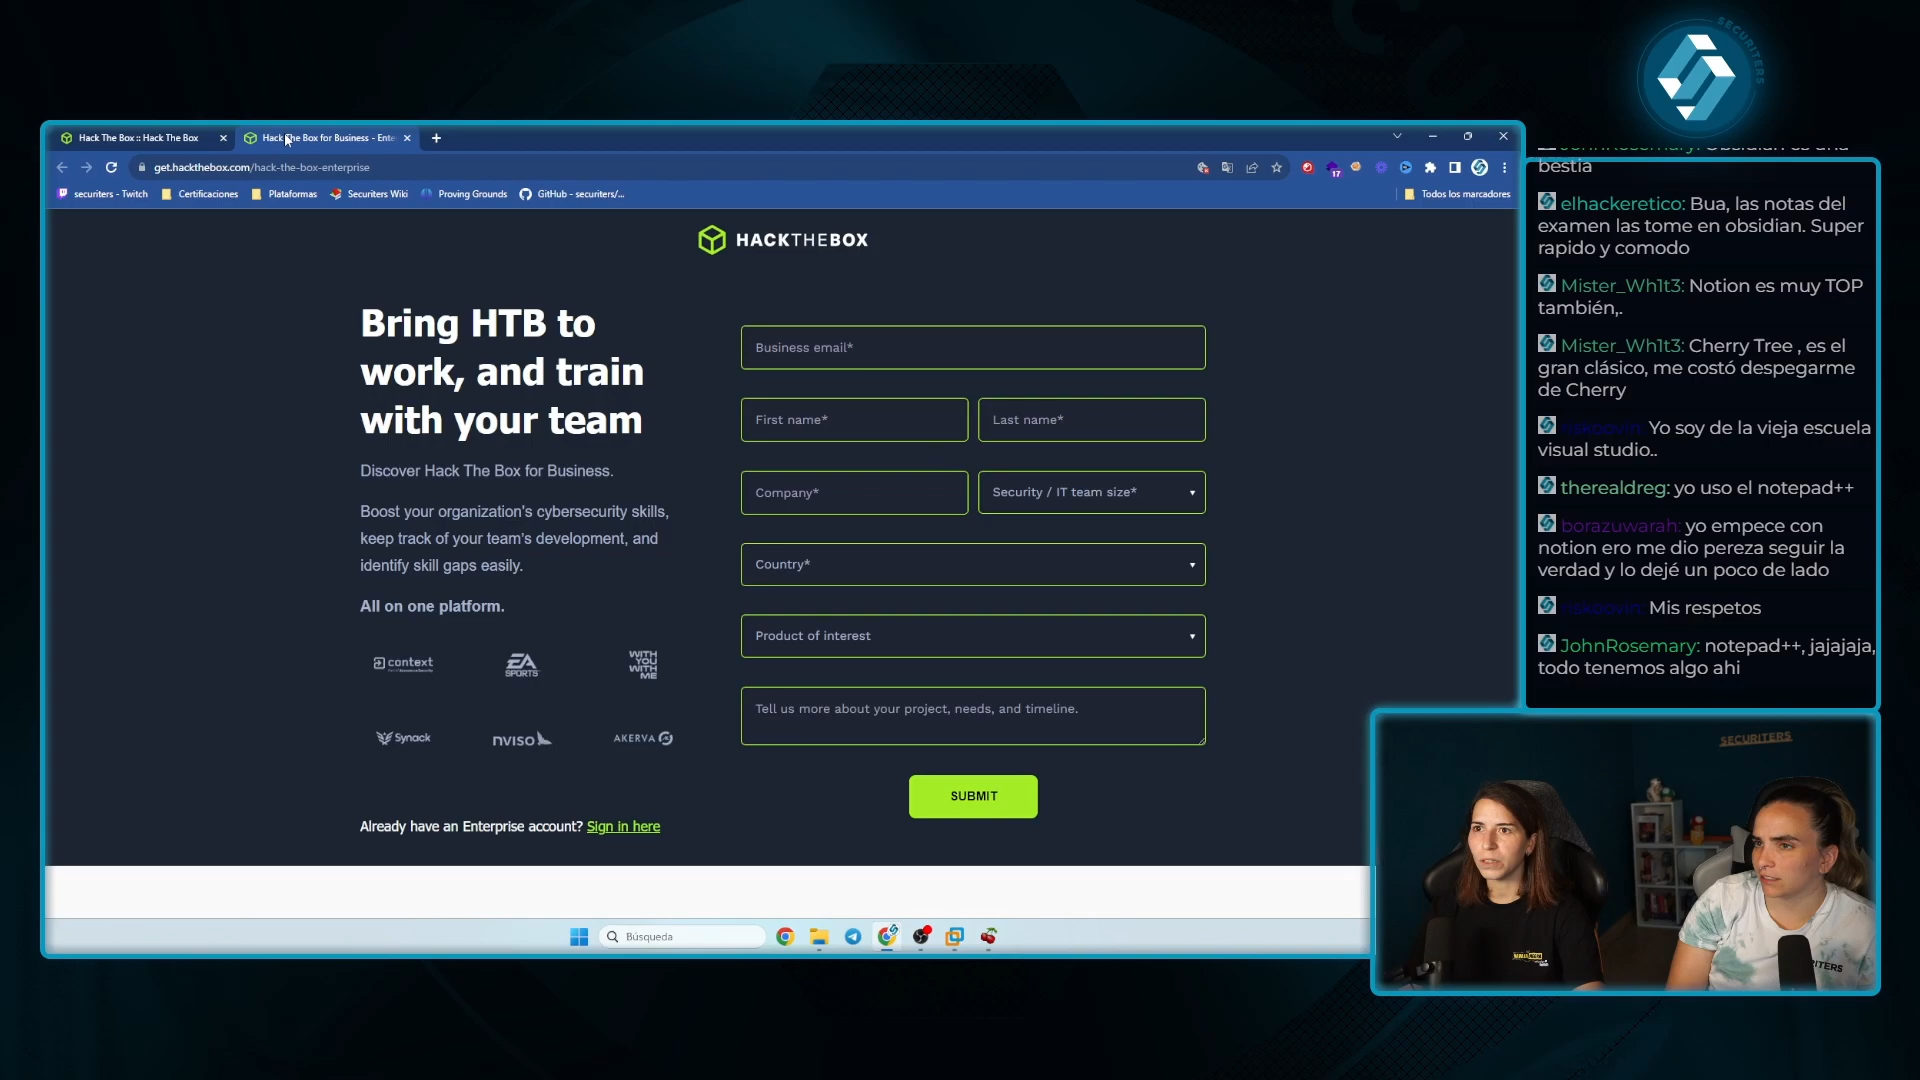 SECURITERS
Hack The Box :: Hack The Box
Hack The Box for Business - Ente
get.hackthebox.com/hack-the-box-enterprise
17
securiters - Twitch
Certificaciones
Plataformas
Securiters Wiki
Proving Grounds
GitHub - securiters/...
Todos los marcadores
HACKTHEBOX
Bring HTB to
work, and train
with your team
Discover Hack The Box for Business.
Boost your organization's cybersecurity skills,
keep track of your team's development, and
identify skill gaps easily.
All on one platform.
context
EA
SPORTS
WITH
YOU
WITH
ME
Synack
nviso
AKERVA
Already have an Enterprise account? Sign in here
Business email*
First name*
Last name*
Company*
Security / IT team size*
Country*
Product of interest
Tell us more about your project, needs, and timeline.
SUBMIT
Búsqueda
JohnRosemary: Obsidian es una
bestia
elhackeretico: Bua, las notas del
examen las tome en obsidian. Super
rapido y comodo
Mister_Wh1t3: Notion es muy TOP
también,.
Mister_Wh1t3: Cherry Tree , es el
gran clásico, me costó despegarme
de Cherry
Yo soy de la vieja escuela
visual studio..
therealdreg: yo uso el notepad++
borazuwarah: yo empece con
notion ero me dio pereza seguir la
verdad y lo dejé un poco de lado
Mis respetos
JohnRosemary: notepad++, jajajaja,
todo tenemos algo ahi
SECURITERS